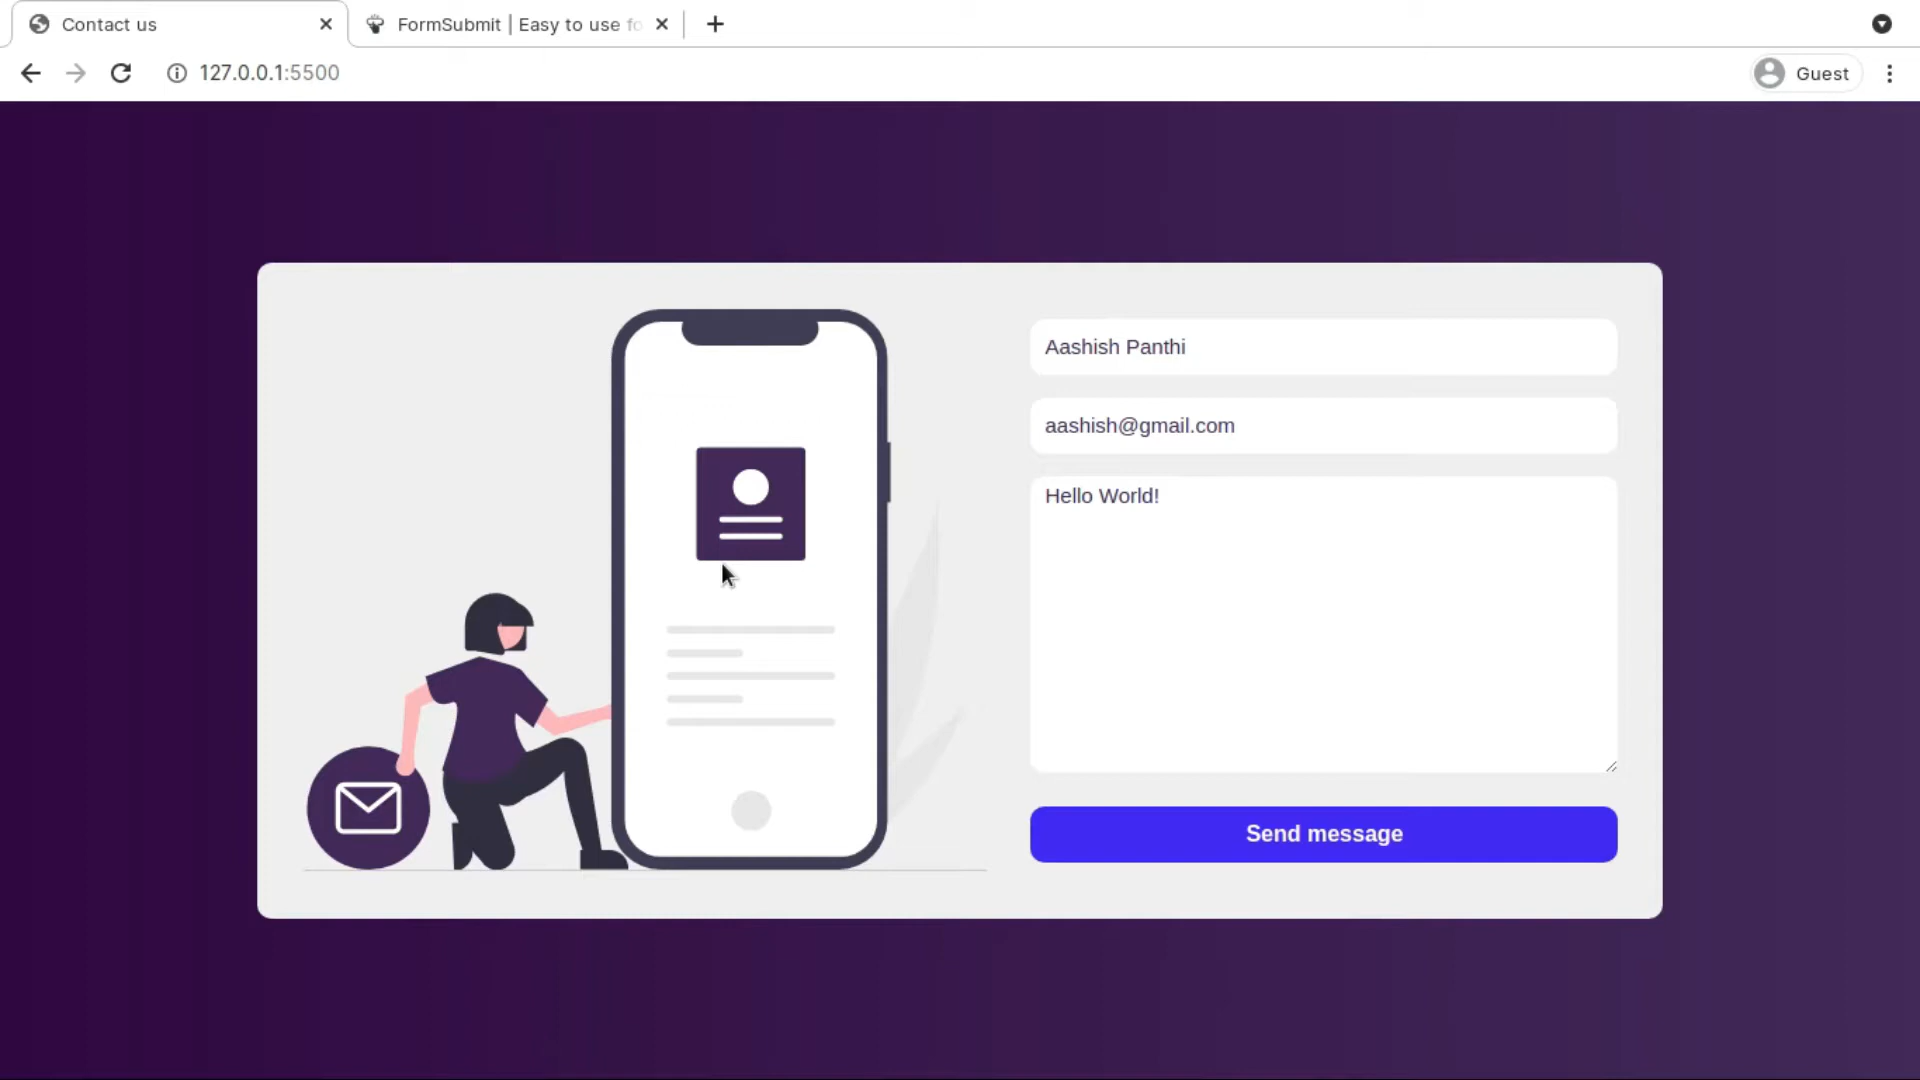 Contact us
FormSubmit | Easy to use fo
127.0.0.1:5500
Guest
Aashish Panthi
aashish@gmail.com
Hello World!
Send message